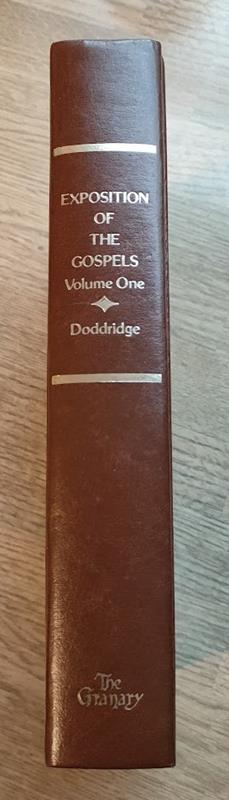 EXPOSITION
OF
THE
GOSPELS
Volume One
Doddridge
The
Granary